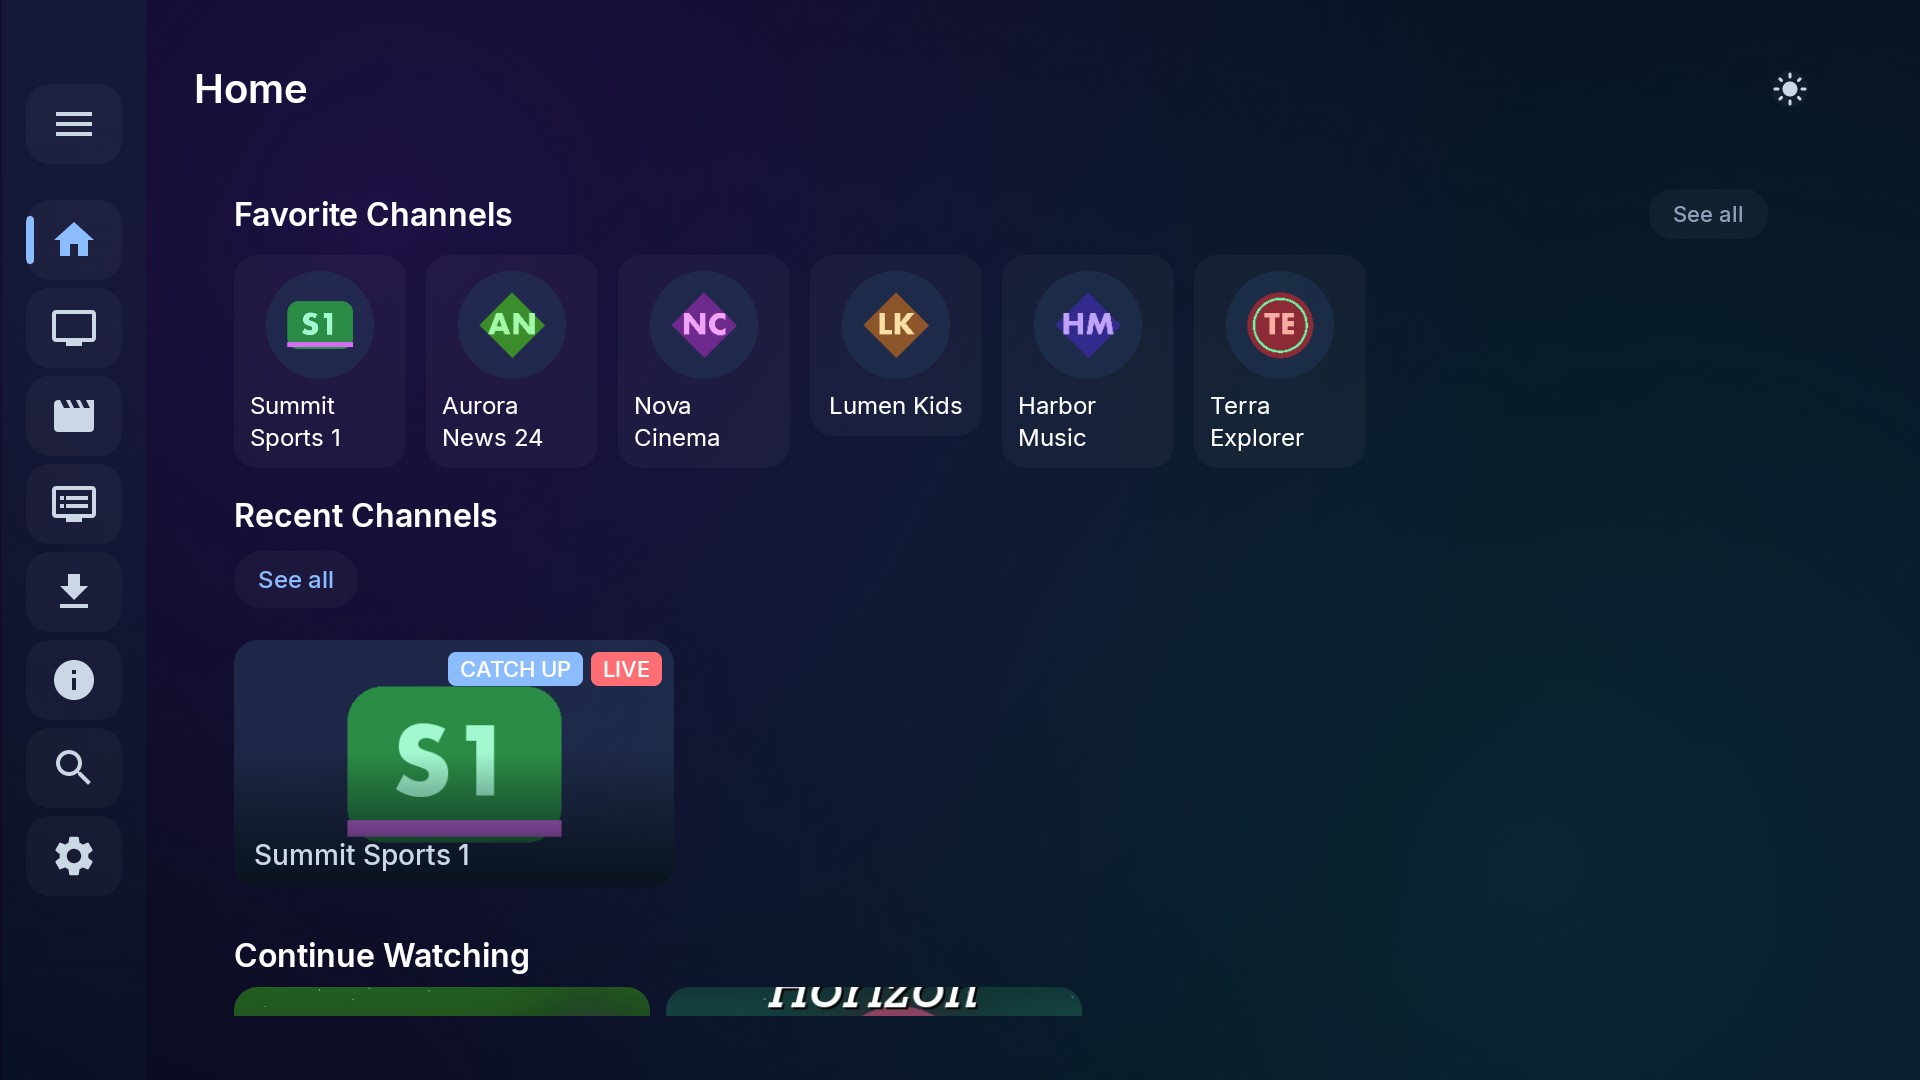 Home
Favorite Channels
See all
S1
AN
NC
LK
HM
TE
Summit
Sports 1
Aurora
News 24
Nova
Cinema
Lumen Kids
Harbor
Music
Terra
Explorer
Recent Channels
See all
CATCH UP
LIVE
S1
Summit Sports 1
Continue Watching
Horizon